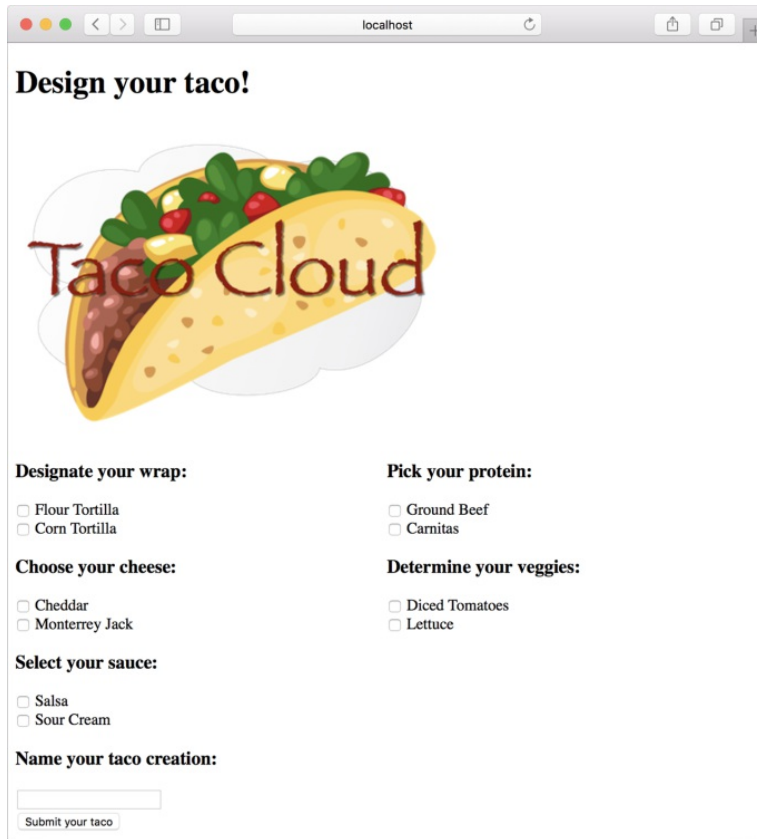 localhost
Design your taco!
Taco Cloud
Designate your wrap:
Flour Tortilla
Corn Tortilla
Choose your cheese:
Cheddar
Monterrey Jack
Select your sauce:
Salsa
Sour Cream
Pick your protein:
Ground Beef
Carnitas
Determine your veggies:
Diced Tomatoes
Lettuce
Name your taco creation:
Submit your taco